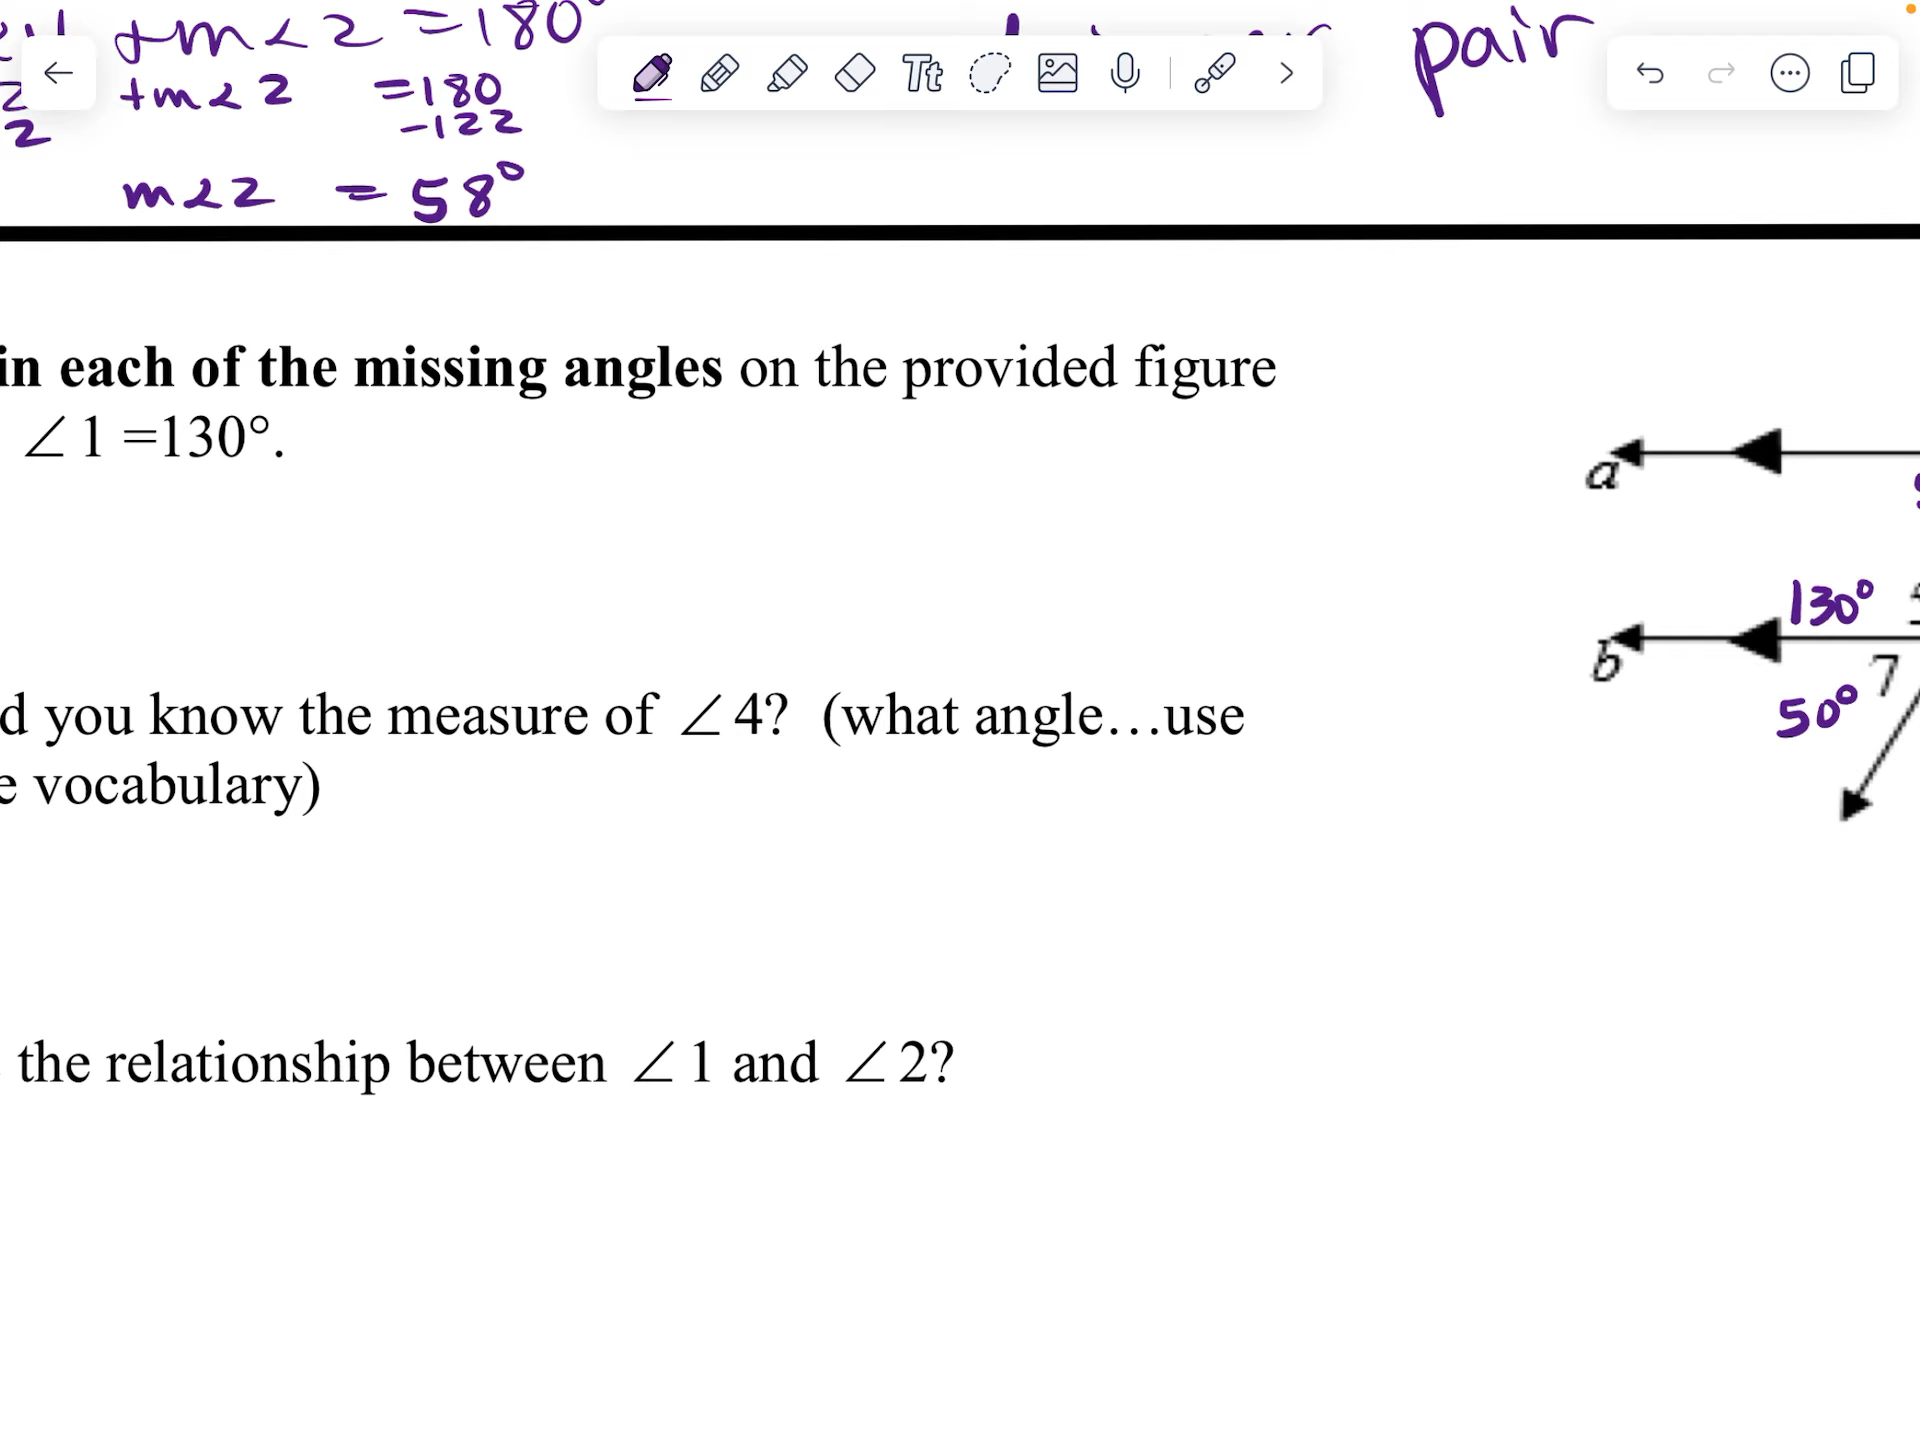 +m<2 =180°
+m<2 =180
2 -122
m<2 = 58°
pair
Tt
in each of the missing angles on the provided figure
∠1 =130°.
a
130°
b
7
50°
d you know the measure of ∠4? (what angle…use
e vocabulary)
the relationship between ∠1 and ∠2?